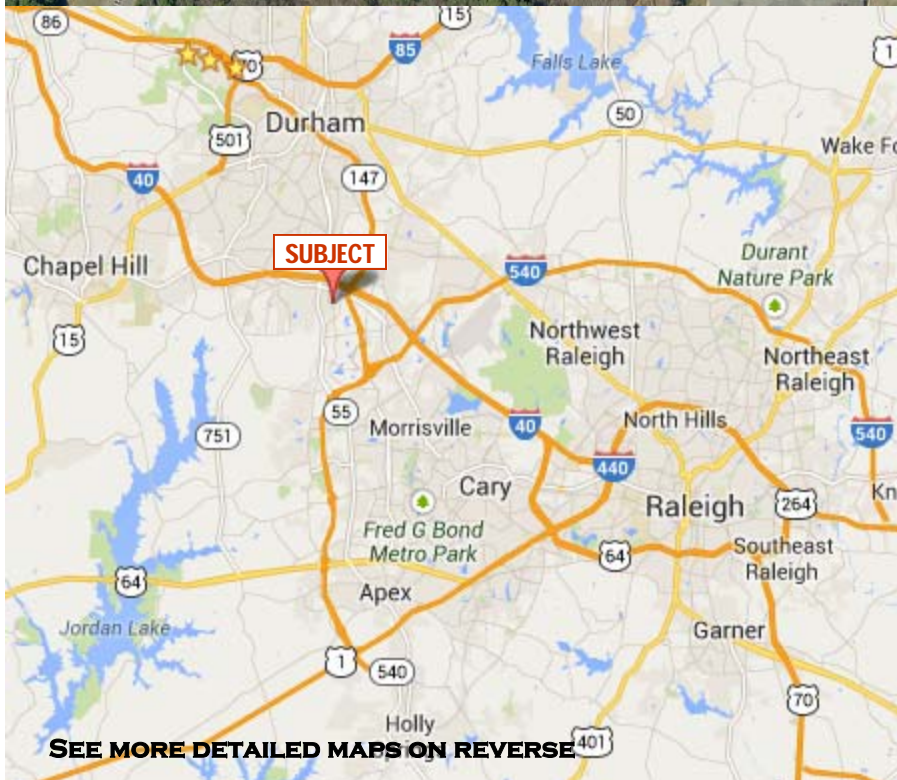 15
86
85
1
70
Falls Lake
50
Durham
501
Wake Fo
147
40
SUBJECT
Durant
Nature Park
Chapel Hill
540
15
Northwest
Raleigh
Northeast
Raleigh
55
North Hills
751
Morrisville
40
540
440
Cary
Kn
264
Raleigh
Fred G Bond
Metro Park
Southeast
Raleigh
64
64
Apex
Jordan Lake
Garner
1
540
70
Holly
401
SEE MORE DETAILED MAPS ON REVERSE